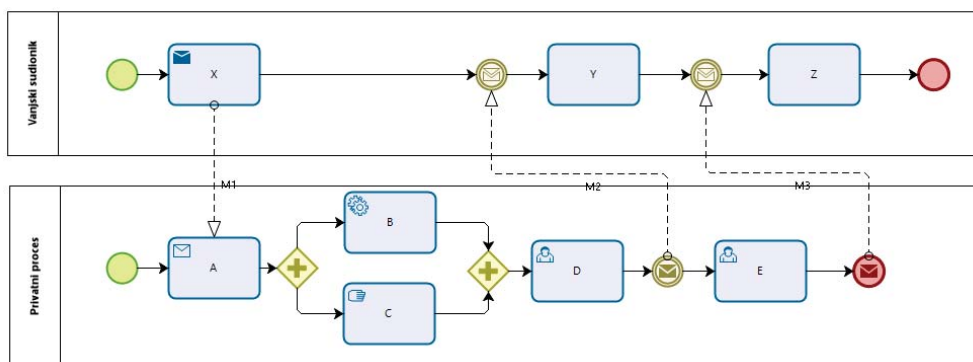 Vanjski sudionik
X
Y
Z
M1
M2
M3
Privatni proces
A
B
C
D
E